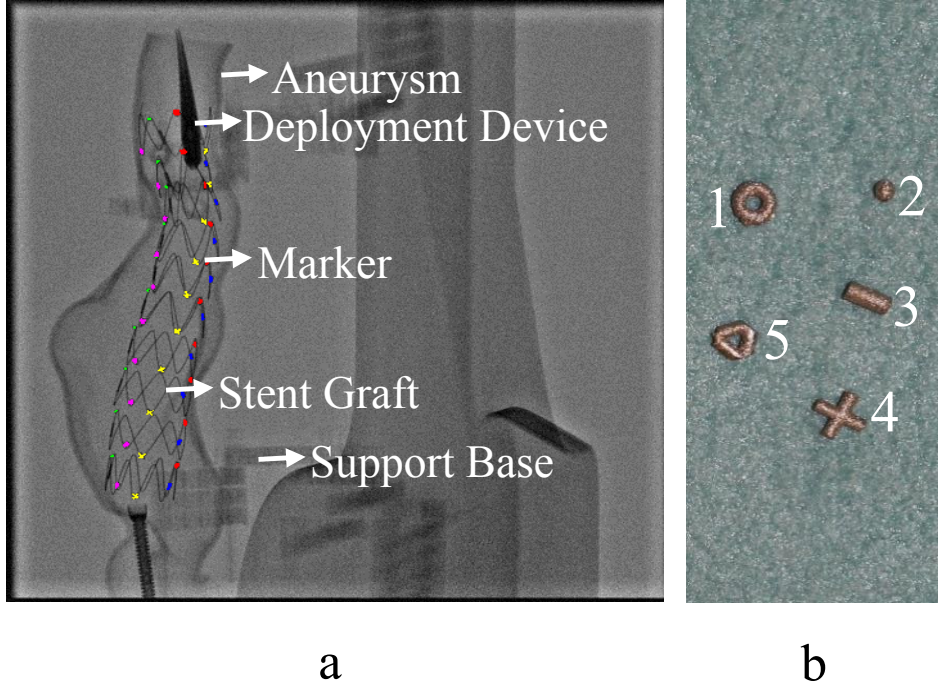 Aneurysm
Deployment Device
Marker
Stent Graft
Support Base
1
2
3
5
4
a
b